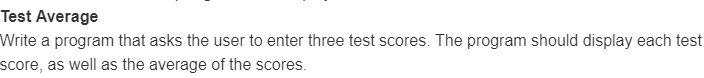 Test Average
Write a program that asks the user to enter three test scores. The program should display each test
score, as well as the average of the scores.